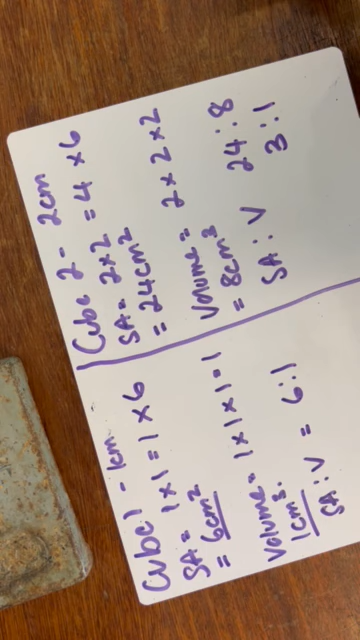 Cube 1 - 1cm
SA = 1x1 = 1 x 6
= 6cm²
Volume = 1x1x1=1
1cm³.
SA:V = 6:1
Cube 2 - 2cm
SA = 2x2 = 4 x 6
= 24cm²
Volume = 2 x 2 x 2
= 8cm³
SA : V 24 : 8
3 : 1